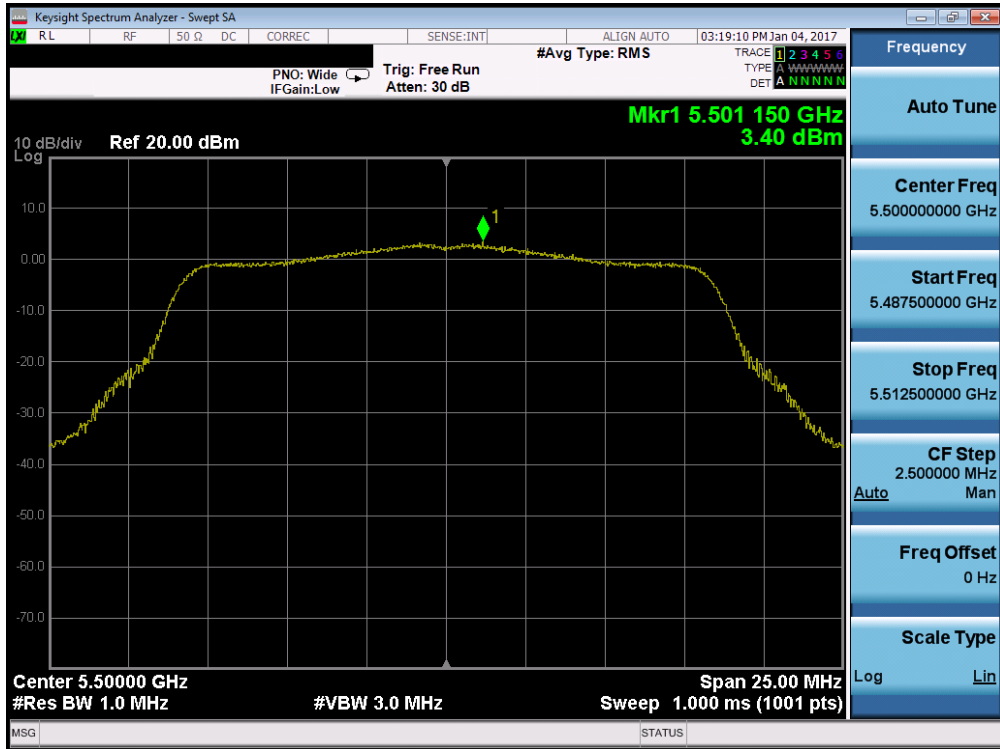 Keysight Spectrum Analyzer - Swept SA
LXI RL RF 50 Ω DC CORREC SENSE:INT ALIGN AUTO 03:19:10 PM Jan 04, 2017
#Avg Type: RMS TRACE 1 2 3 4 5 6
PNO: Wide Trig: Free Run TYPE A WWWWW
IFGain:Low Atten: 30 dB DET A N N N N N
Mkr1 5.501 150 GHz
3.40 dBm
10 dB/div Ref 20.00 dBm
Log
1
10.0
0.00
-10.0
-20.0
-30.0
-40.0
-50.0
-60.0
-70.0
Center 5.50000 GHz Span 25.00 MHz
#Res BW 1.0 MHz #VBW 3.0 MHz Sweep 1.000 ms (1001 pts)
MSG STATUS
Frequency
Auto Tune
Center Freq
5.500000000 GHz
Start Freq
5.487500000 GHz
Stop Freq
5.512500000 GHz
CF Step
2.500000 MHz
Auto Man
Freq Offset
0 Hz
Scale Type
Log Lin